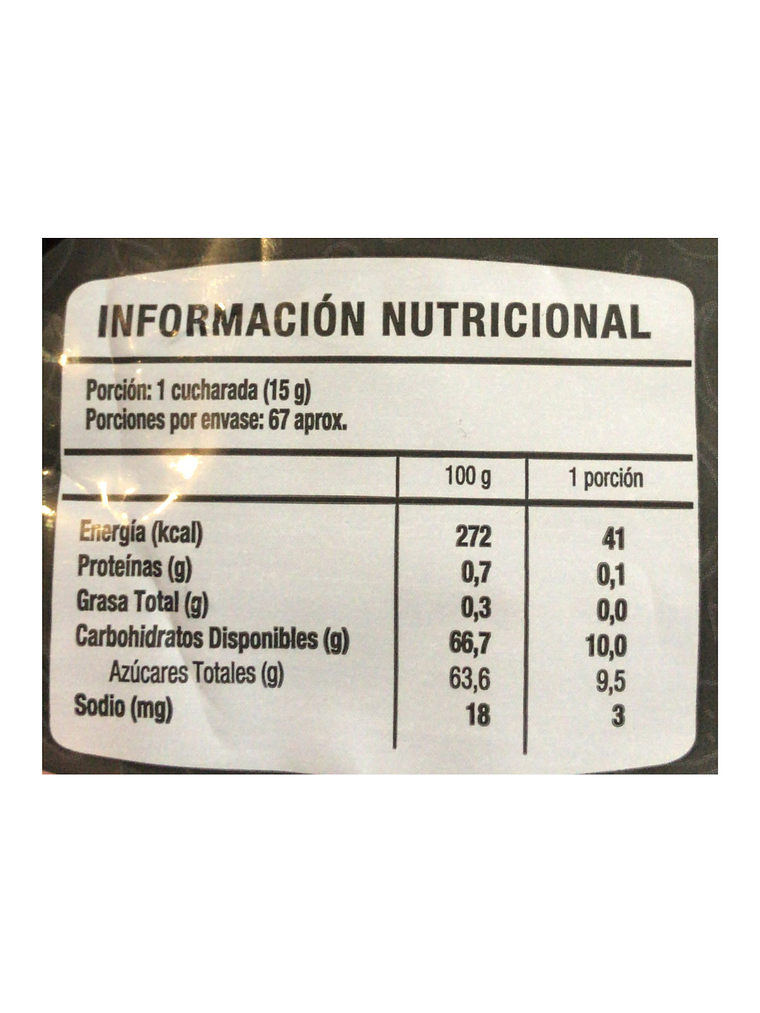 INFORMACIÓN NUTRICIONAL
Porción: 1 cucharada (15 g)
Porciones por envase: 67 aprox.
100 g 1 porción
Energía (kcal) 272 41
Proteínas (g) 0,7 0,1
Grasa Total (g) 0,3 0,0
Carbohidratos Disponibles (g) 66,7 10,0
Azúcares Totales (g) 63,6 9,5
Sodio (mg) 18 3